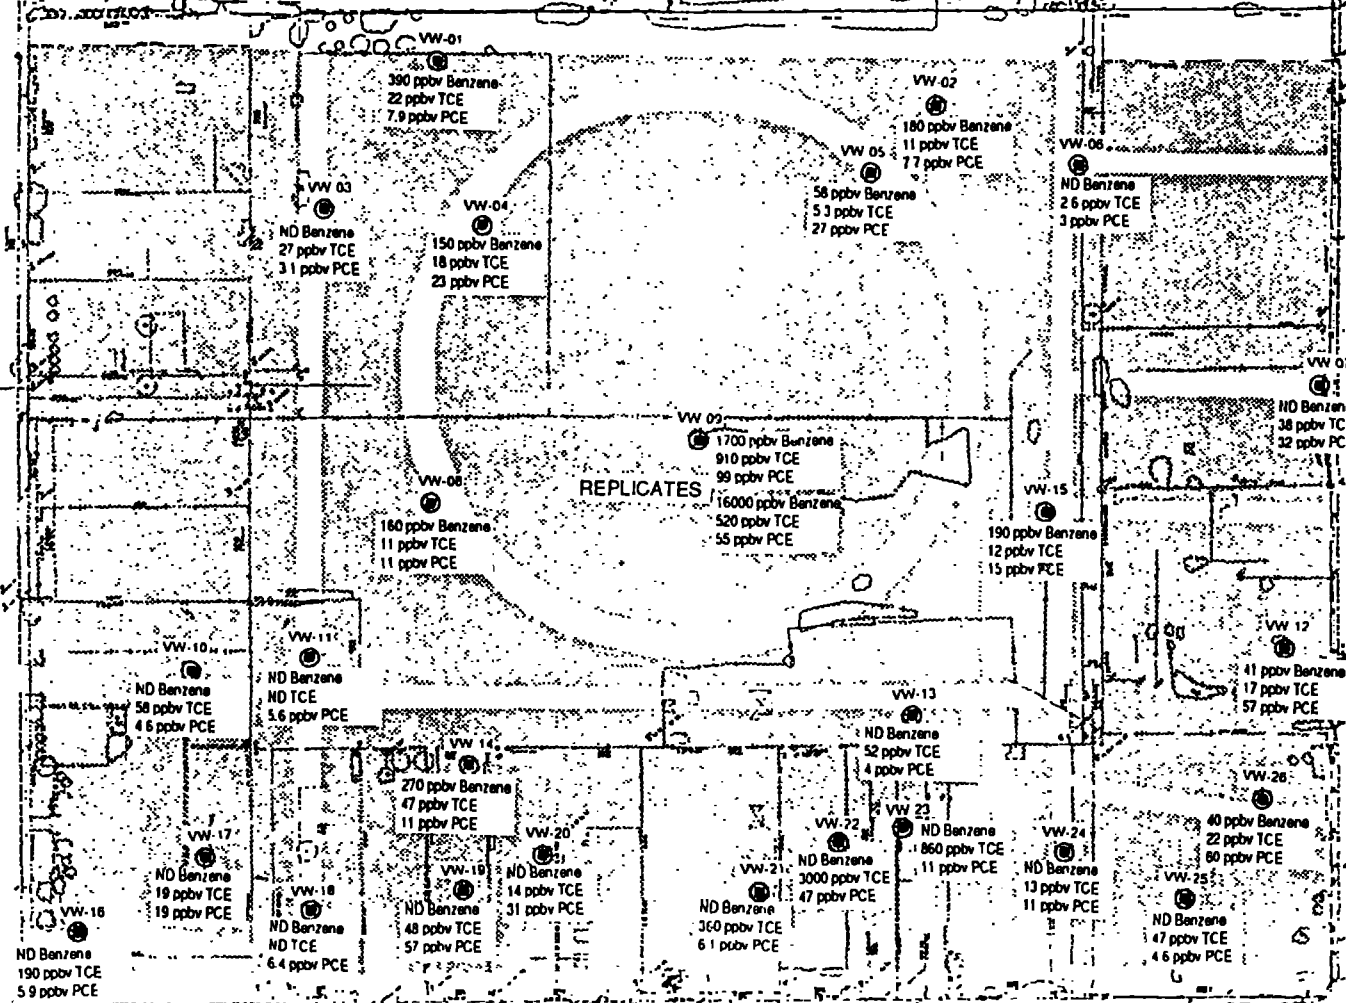 VW-01
390 ppbv Benzene
22 ppbv TCE
7.9 ppbv PCE
VW-02
180 ppbv Benzene
11 ppbv TCE
7 7 ppbv PCE
VW 05
58 ppbv Benzene
5 3 ppbv TCE
27 ppbv PCE
VW-06
ND Benzene
2 6 ppbv TCE
3 ppbv PCE
VW 03
ND Benzene
27 ppbv TCE
3 1 ppbv PCE
VW-04
150 ppbv Benzene
18 ppbv TCE
23 ppbv PCE
VW 0
ND Benzen
38 ppbv TC
32 ppbv PC
VW 09
1700 ppbv Benzene
910 ppbv TCE
99 ppbv PCE
REPLICATES
16000 ppbv Benzene
520 ppbv TCE
55 ppbv PCE
VW-08
160 ppbv Benzene
11 ppbv TCE
11 ppbv PCE
VW-15
190 ppbv Benzene
12 ppbv TCE
15 ppbv PCE
VW-10
ND Benzene
58 ppbv TCE
4 6 ppbv PCE
VW-11
ND Benzene
ND TCE
5.6 ppbv PCE
VW 12
41 ppbv Benzene
17 ppbv TCE
57 ppbv PCE
VW-13
ND Benzene
52 ppbv TCE
4 ppbv PCE
VW 14
270 ppbv Benzene
47 ppbv TCE
11 ppbv PCE
VW-26
40 ppbv Benzene
22 ppbv TCE
60 ppbv PCE
VW-17
ND Benzene
19 ppbv TCE
19 ppbv PCE
VW-20
ND Benzene
14 ppbv TCE
31 ppbv PCE
VW-22
ND Benzene
3000 ppbv TCE
47 ppbv PCE
VW 23
ND Benzene
860 ppbv TCE
11 ppbv PCE
VW-24
ND Benzene
13 ppbv TCE
11 ppbv PCE
VW-16
ND Benzene
190 ppbv TCE
5 9 ppbv PCE
VW-18
ND Benzene
ND TCE
6.4 ppbv PCE
VW-19
ND Benzene
48 ppbv TCE
57 ppbv PCE
VW-21
ND Benzene
360 ppbv TCE
6 1 ppbv PCE
VW-25
ND Benzene
47 ppbv TCE
4 6 ppbv PCE